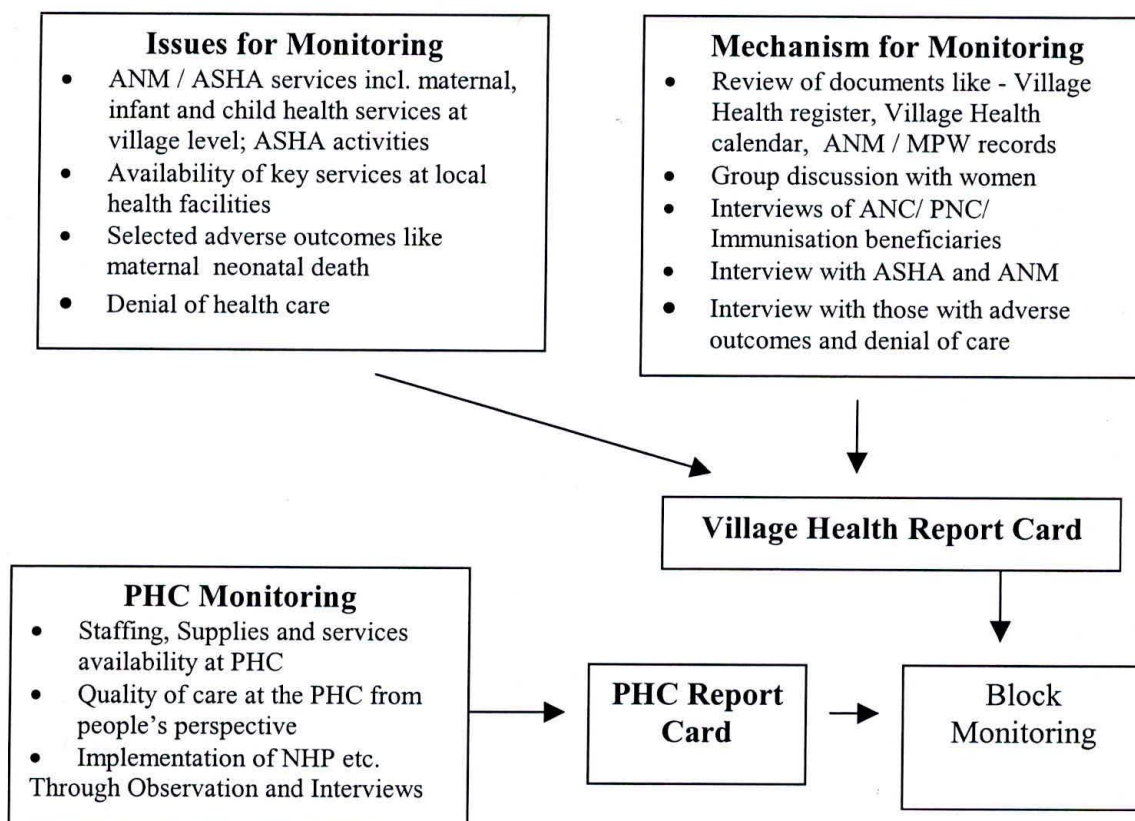 Issues for Monitoring
• ANM / ASHA services incl. maternal,
infant and child health services at
village level; ASHA activities
• Availability of key services at local
health facilities
• Selected adverse outcomes like
maternal neonatal death
• Denial of health care
Mechanism for Monitoring
• Review of documents like - Village
Health register, Village Health
calendar, ANM / MPW records
• Group discussion with women
• Interviews of ANC/ PNC/
Immunisation beneficiaries
• Interview with ASHA and ANM
• Interview with those with adverse
outcomes and denial of care
Village Health Report Card
PHC Monitoring
• Staffing, Supplies and services
availability at PHC
• Quality of care at the PHC from
people's perspective
• Implementation of NHP etc.
Through Observation and Interviews
PHC Report
Card
Block
Monitoring